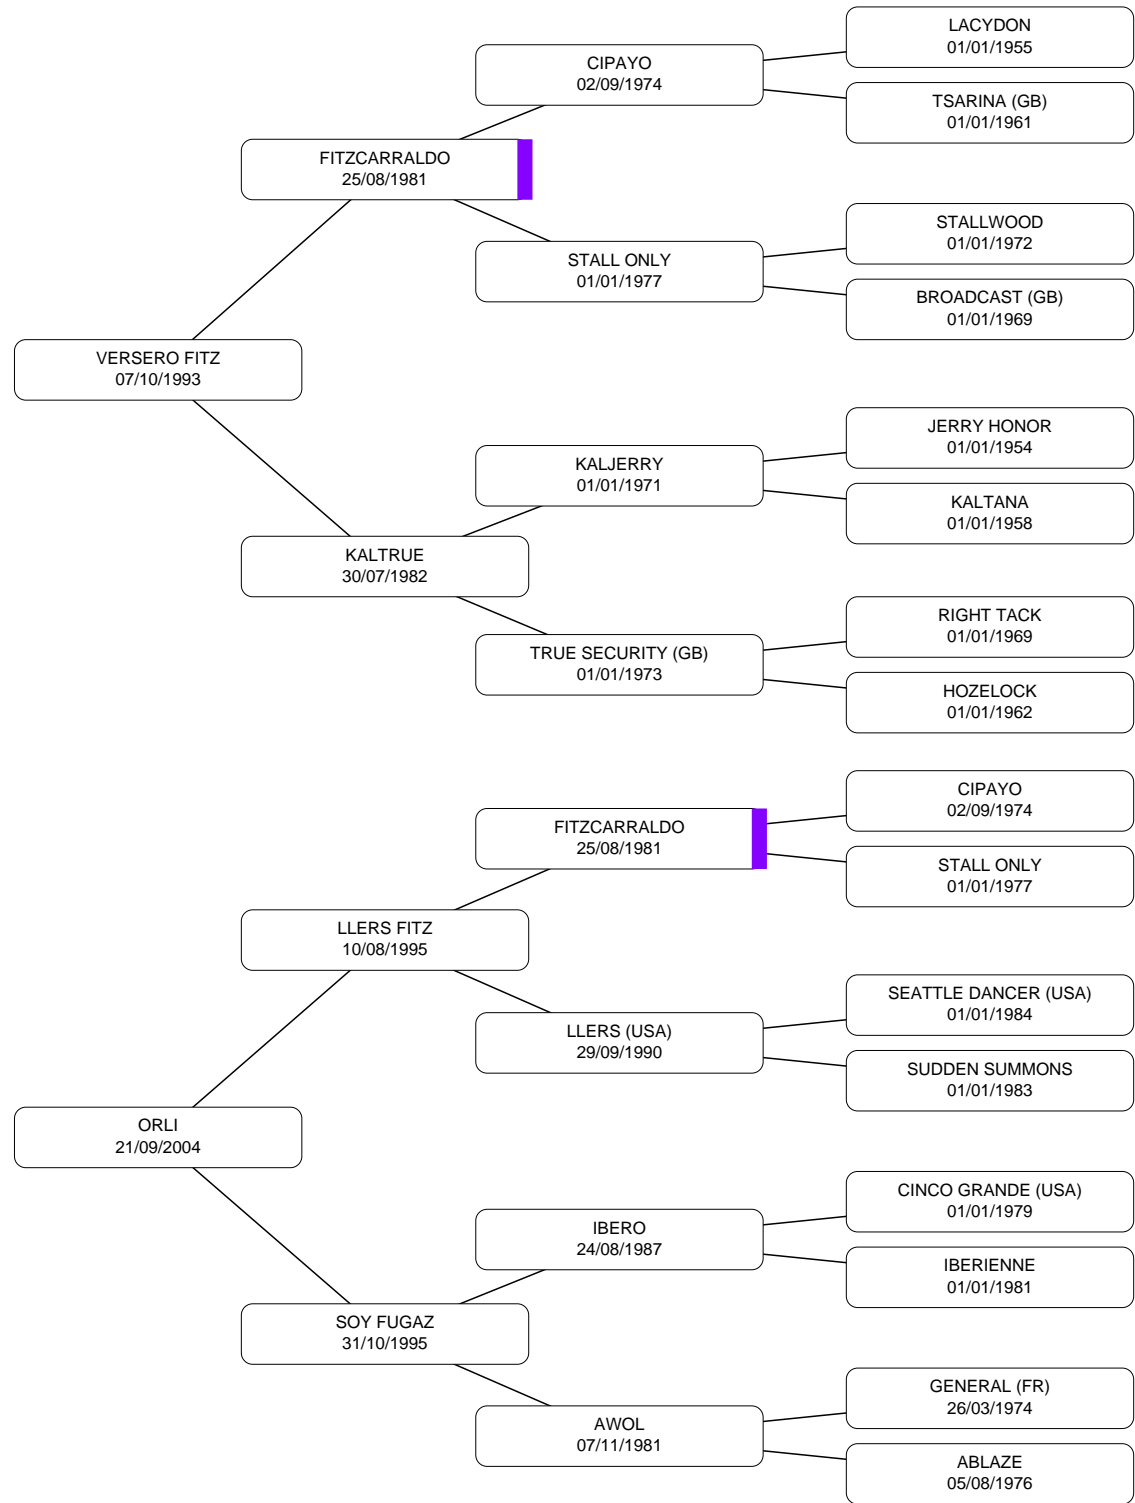 LACYDON
01/01/1955
CIPAYO
02/09/1974
TSARINA (GB)
01/01/1961
FITZCARRALDO
25/08/1981
STALLWOOD
01/01/1972
STALL ONLY
01/01/1977
BROADCAST (GB)
01/01/1969
VERSERO FITZ
07/10/1993
JERRY HONOR
01/01/1954
KALJERRY
01/01/1971
KALTANA
01/01/1958
KALTRUE
30/07/1982
RIGHT TACK
01/01/1969
TRUE SECURITY (GB)
01/01/1973
HOZELOCK
01/01/1962
CIPAYO
02/09/1974
FITZCARRALDO
25/08/1981
STALL ONLY
01/01/1977
LLERS FITZ
10/08/1995
SEATTLE DANCER (USA)
01/01/1984
LLERS (USA)
29/09/1990
SUDDEN SUMMONS
01/01/1983
ORLI
21/09/2004
CINCO GRANDE (USA)
01/01/1979
IBERO
24/08/1987
IBERIENNE
01/01/1981
SOY FUGAZ
31/10/1995
GENERAL (FR)
26/03/1974
AWOL
07/11/1981
ABLAZE
05/08/1976